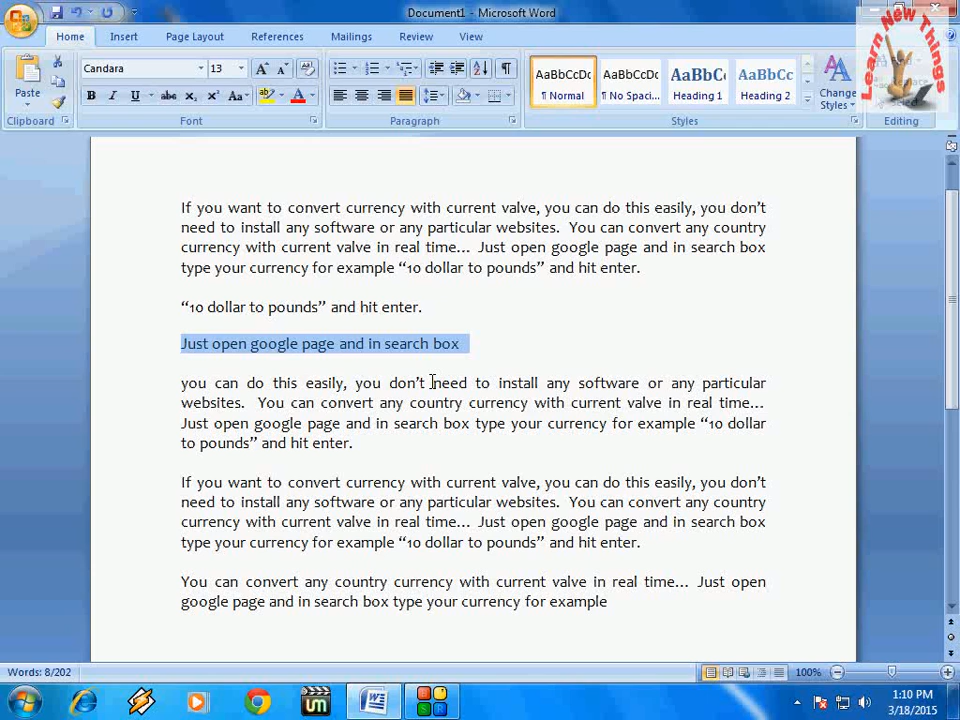 Document1 - Microsoft Word
Home Insert Page Layout References Mailings Review View
Learn New Things
Candara 13
AaBbCcDc AaBbCcDc AaBbC AaBbCc
¶ Normal ¶ No Spaci... Heading 1 Heading 2
Paste
Change
Styles
Clipboard Font Paragraph Styles Editing
If you want to convert currency with current valve, you can do this easily, you don’t
need to install any software or any particular websites.  You can convert any country
currency with current valve in real time...  Just open google page and in search box
type your currency for example “10 dollar to pounds” and hit enter.
“10 dollar to pounds” and hit enter.
Just open google page and in search box
you can do this easily, you don’t need to install any software or any particular
websites.  You can convert any country currency with current valve in real time...
Just open google page and in search box type your currency for example “10 dollar
to pounds” and hit enter.
If you want to convert currency with current valve, you can do this easily, you don’t
need to install any software or any particular websites.  You can convert any country
currency with current valve in real time...  Just open google page and in search box
type your currency for example “10 dollar to pounds” and hit enter.
You can convert any country currency with current valve in real time...  Just open
google page and in search box type your currency for example
Words: 8/202
100%
1:10 PM
3/18/2015